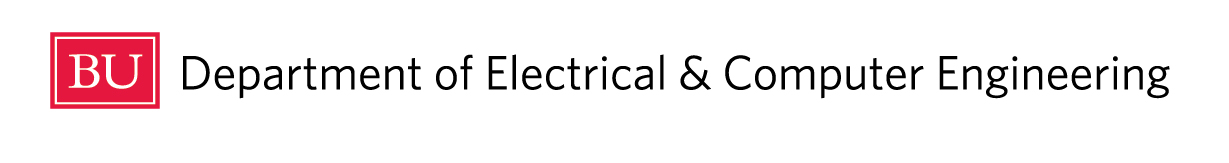 BU Department of Electrical & Computer Engineering